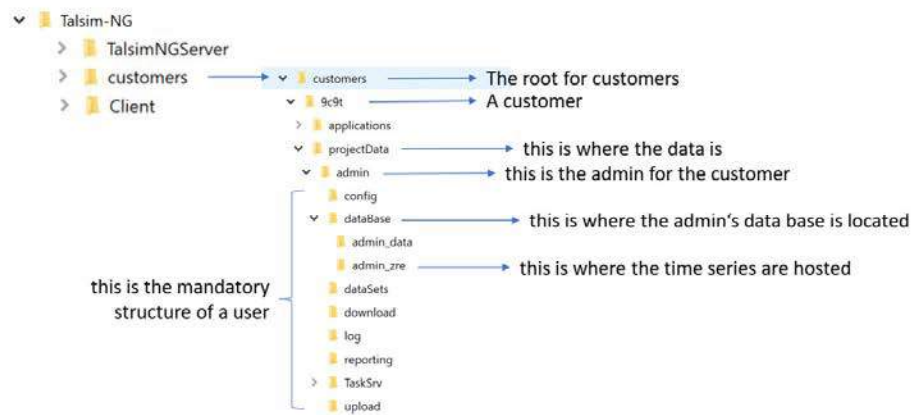 Talsim-NG
TalsimNGServer
customers
Client
customers
The root for customers
9c9t
A customer
applications
projectData
this is where the data is
admin
this is the admin for the customer
config
dataBase
this is where the admin's data base is located
admin_data
admin_zre
this is where the time series are hosted
this is the mandatory
structure of a user
dataSets
download
log
reporting
TaskSrv
upload